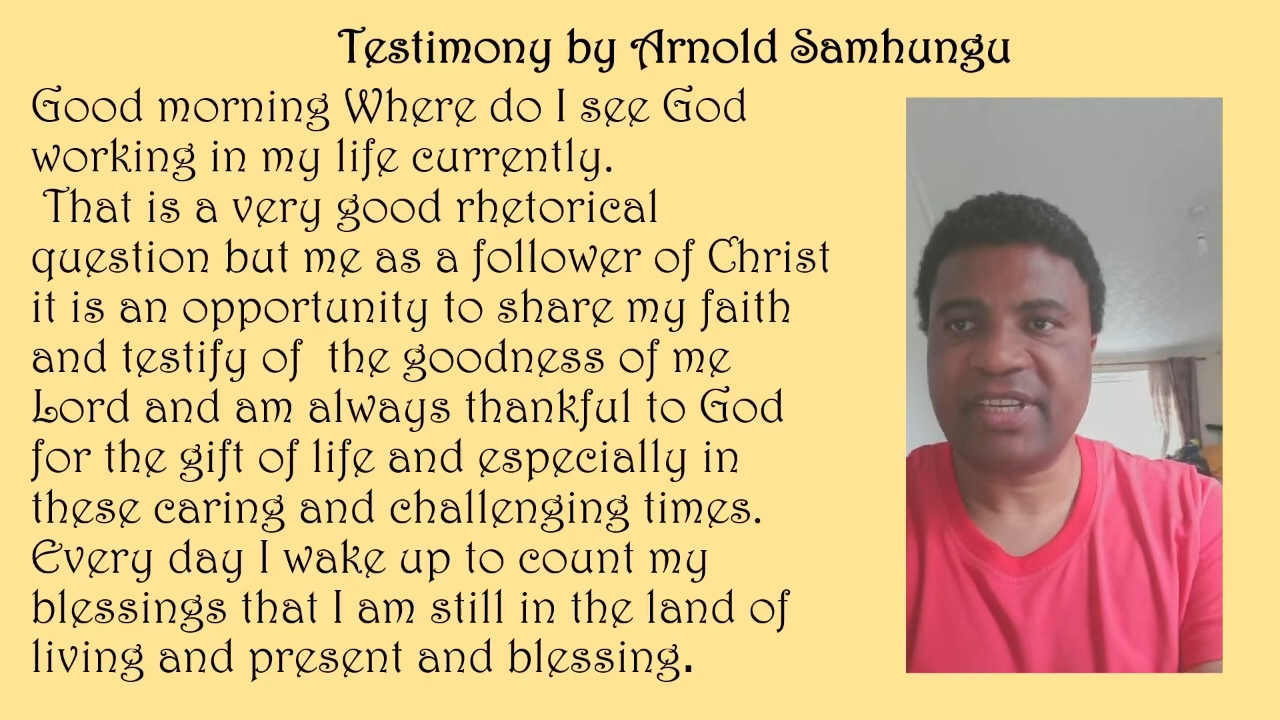 Testimony by Arnold Samhungu
Good morning Where do I see God
working in my life currently.
That is a very good rhetorical
question but me as a follower of Christ
it is an opportunity to share my faith
and testify of the goodness of me
Lord and am always thankful to God
for the gift of life and especially in
these caring and challenging times.
Every day I wake up to count my
blessings that I am still in the land of
living and present and blessing.